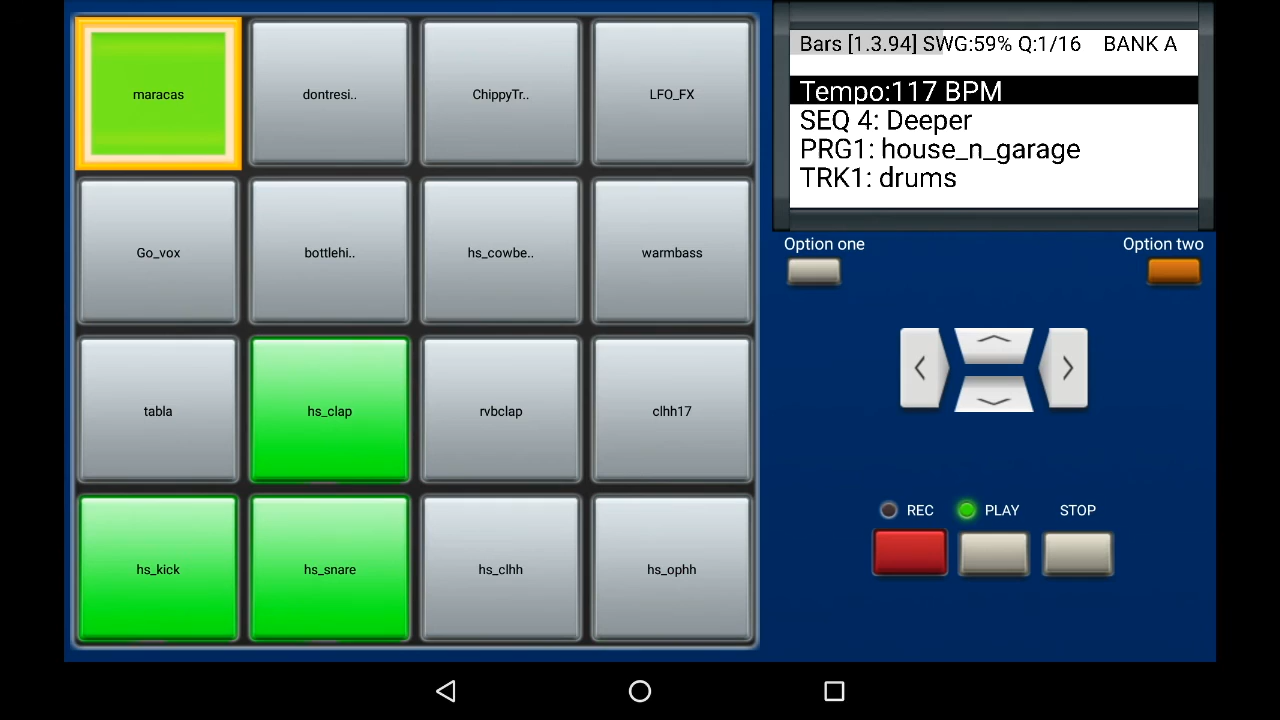 maracas
dontresi..
ChippyTr..
LFO_FX
Go_vox
bottlehi..
hs_cowbe..
warmbass
tabla
hs_clap
rvbclap
clhh17
hs_kick
hs_snare
hs_clhh
hs_ophh
Bars [1.3.94] SWG:59% Q:1/16 BANK A
Tempo:117 BPM
SEQ 4: Deeper
PRG1: house_n_garage
TRK1: drums
Option one
Option two
REC
PLAY
STOP